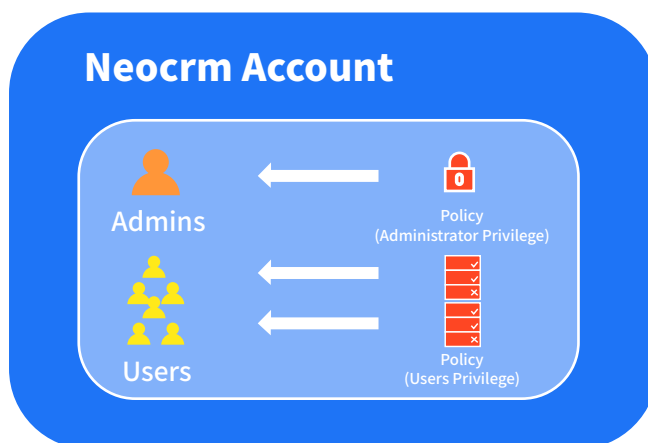 Neocrm Account
Admins
Policy
(Administrator Privilege)
Users
Policy
(Users Privilege)